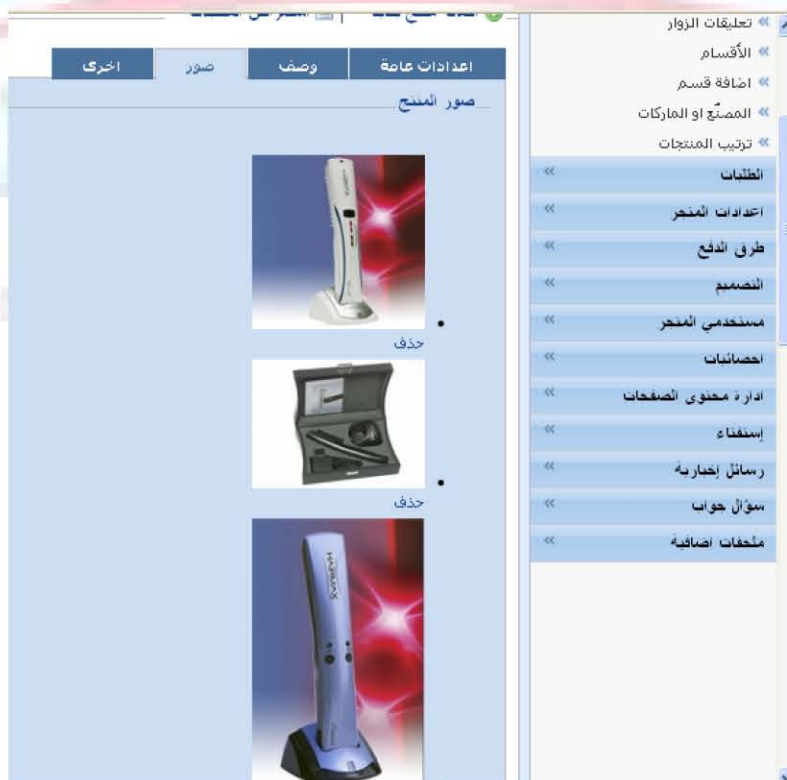 تعليقات الزوار
الأقسام
اضافة قسم
المصنّع او الماركات
ترتيب المنتجات
الطلبات
اعدادات المتجر
طرق الدفع
التصميم
مستخدمي المتجر
احصائيات
ادارة محتوى الصفحات
إستفتاء
رسائل إخبارية
سؤال جواب
ملحقات اضافية
اعدادات عامة
وصف
صور
اخرى
صور المنتج
حذف
حذف
HAIRMAX